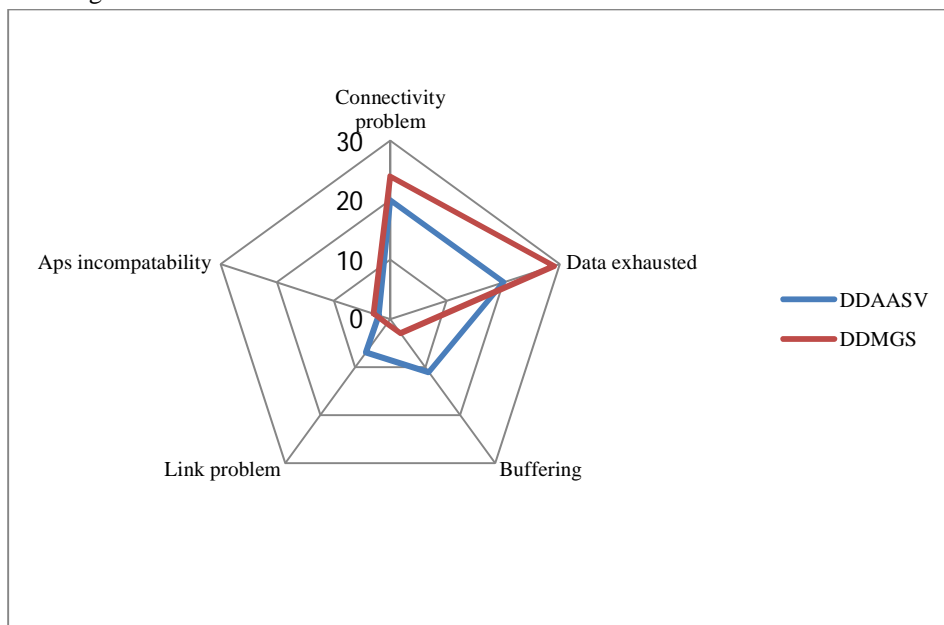 Connectivity
problem
30
20
10
0
Aps incompatability
Data exhausted
Link problem
Buffering
DDAASV
DDMGS